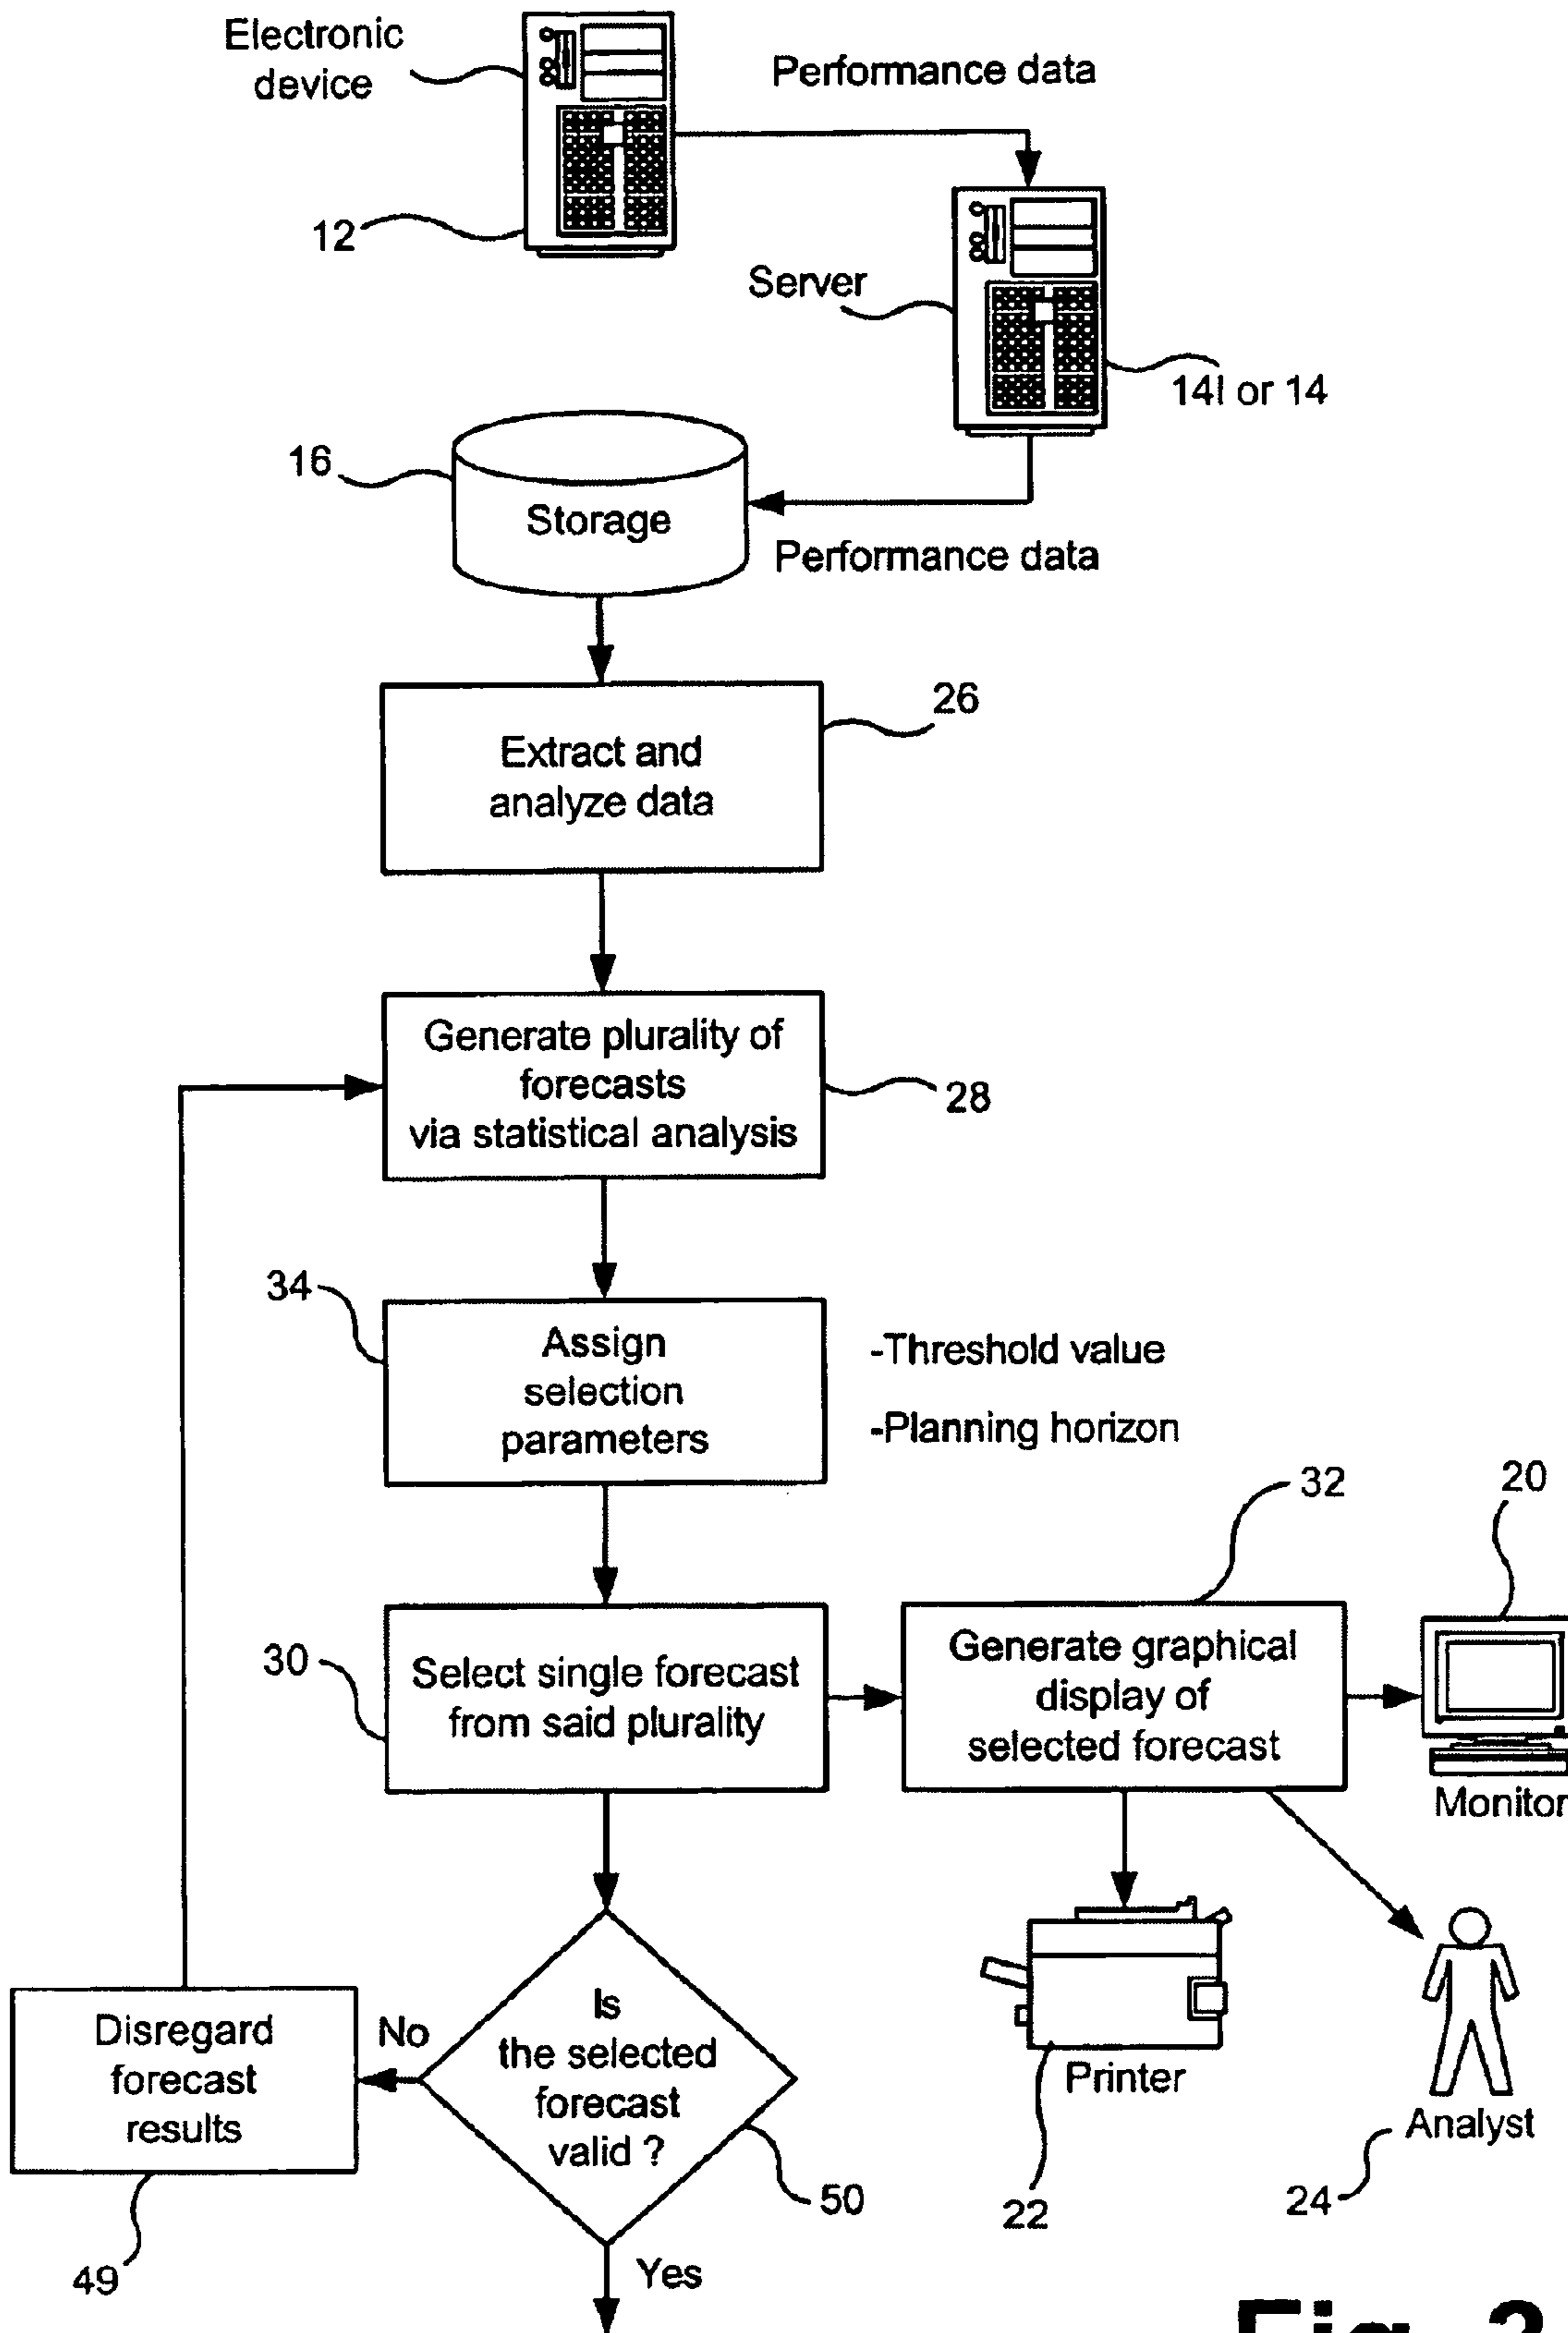 Electronic
device
Performance data
12
Server
14l or 14
16
Storage
Performance data
26
Extract and
analyze data
Generate plurality of
forecasts
via statistical analysis
28
34
Assign
selection
parameters
-Threshold value
-Planning horizon
32
20
30
Select single forecast
from said plurality
Generate graphical
display of
selected forecast
Monitor
Is
the selected
forecast
valid ?
No
Disregard
forecast
results
Printer
Analyst
50
22
24
49
Yes
Fig.